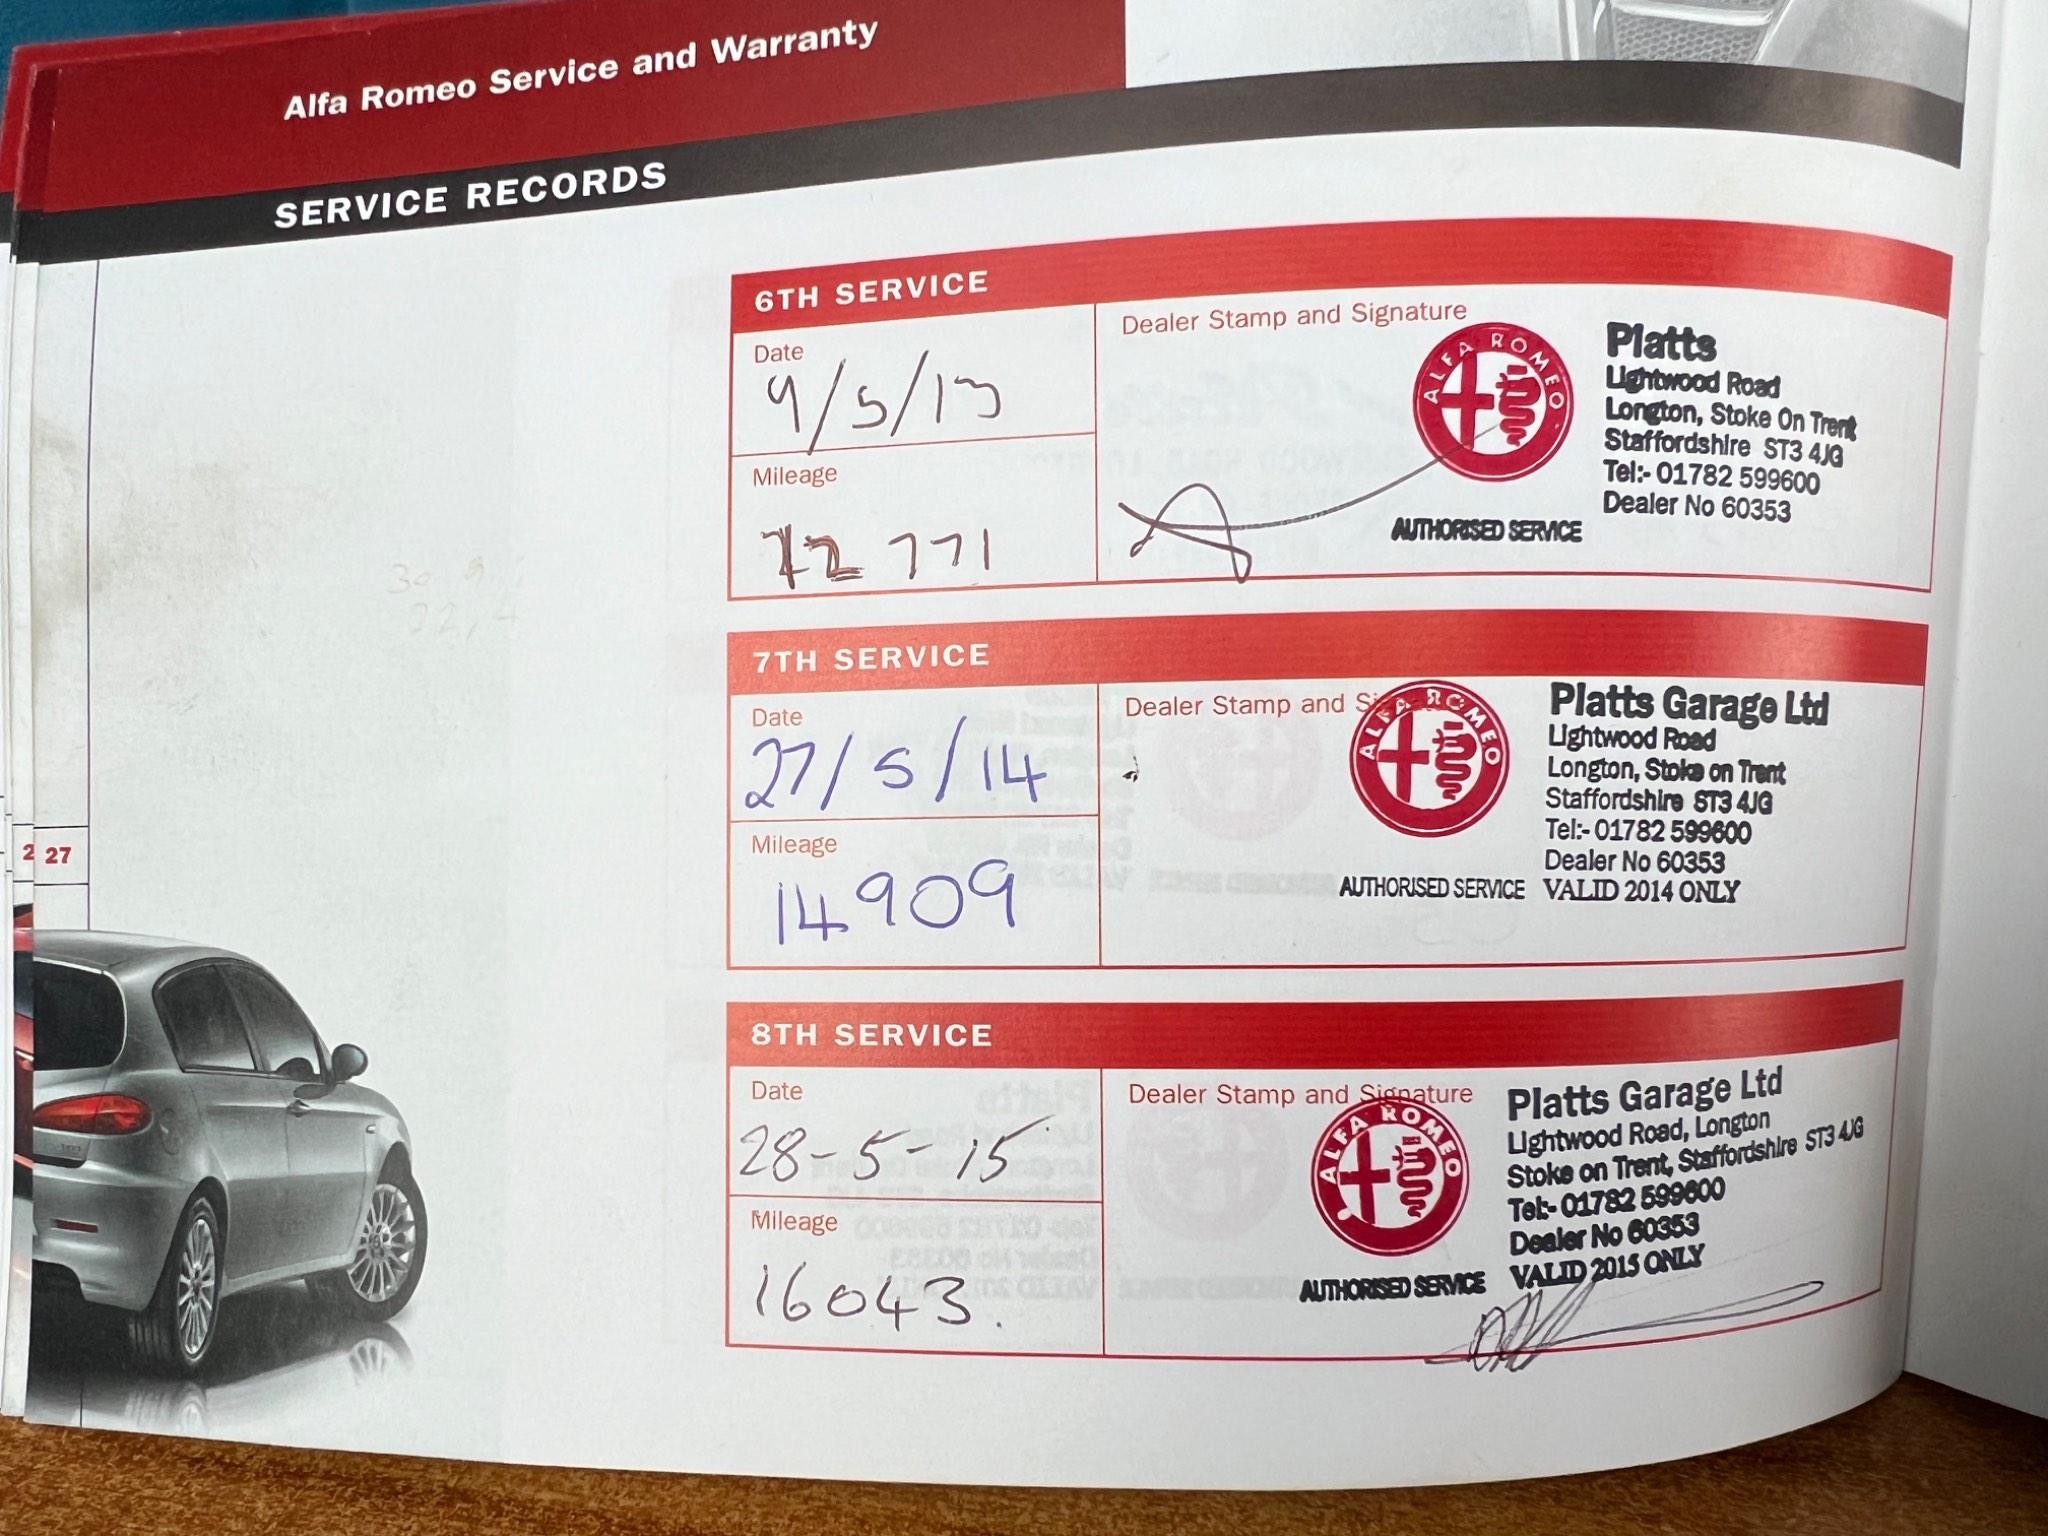 Alfa Romeo Service and Warranty
SERVICE RECORDS
6TH SERVICE
Date
9/5/13
Mileage
12 771
Dealer Stamp and Signature
ALFA ROMEO
AUTHORISED SERVICE
Platts
Lightwood Road
Longton, Stoke On Trent
Staffordshire ST3 4JG
Tel:- 01782 599600
Dealer No 60353
7TH SERVICE
Date
27/5/14
Mileage
14909
Dealer Stamp and
ALFA ROMEO
AUTHORISED SERVICE
Platts Garage Ltd
Lightwood Road
Longton, Stoke on Trent
Staffordshire ST3 4JG
Tel:- 01782 599600
Dealer No 60353
VALID 2014 ONLY
8TH SERVICE
Date
28-5-15
Mileage
16043.
Dealer Stamp and Signature
ALFA ROMEO
AUTHORISED SERVICE
Platts Garage Ltd
Lightwood Road, Longton
Stoke on Trent, Staffordshire ST3 4JG
Tel:- 01782 599600
Dealer No 60353
VALID 2015 ONLY
2 27